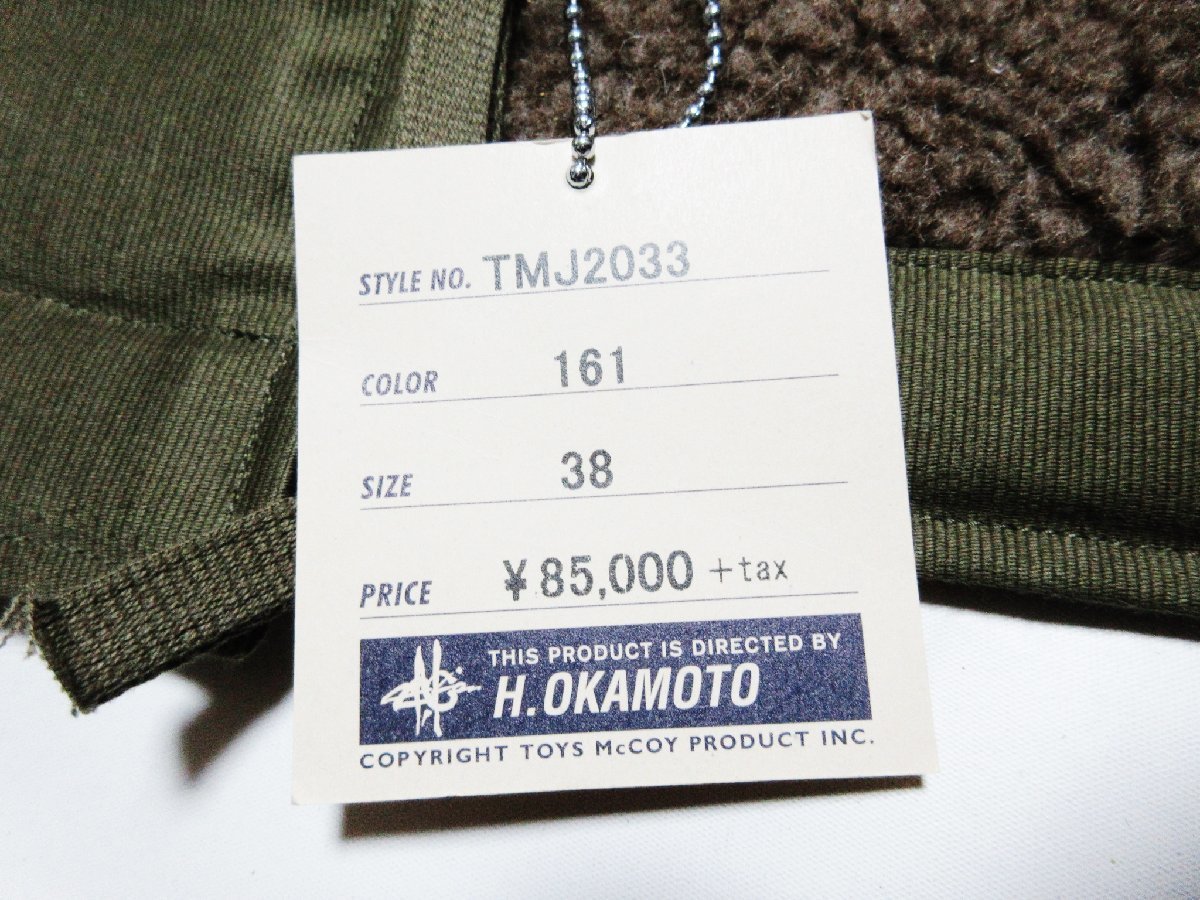 STYLE NO. TMJ2033
COLOR 161
SIZE 38
PRICE ¥85,000 +tax
THIS PRODUCT IS DIRECTED BY
H.OKAMOTO
COPYRIGHT TOYS McCOY PRODUCT INC.